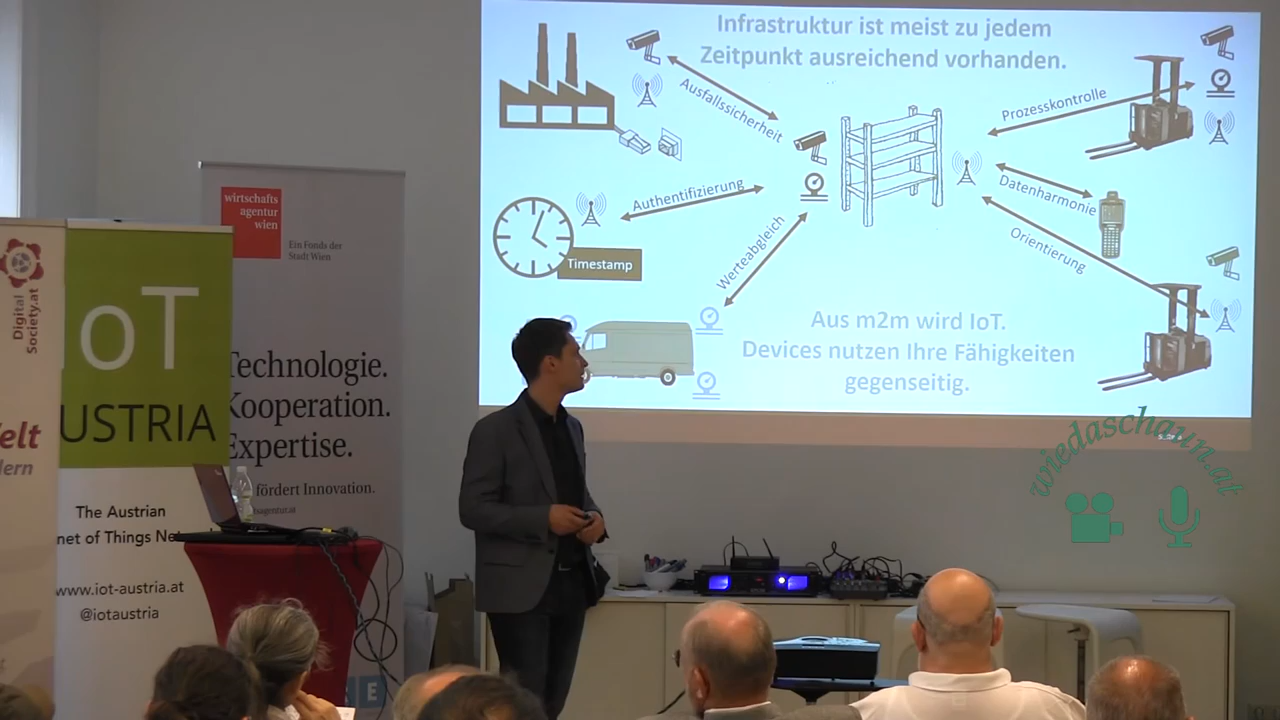 Infrastruktur ist meist zu jedem
Zeitpunkt ausreichend vorhanden.
Ausfallssicherheit
Prozesskontrolle
Authentifizierung
Datenharmonie
Werteabgleich
Orientierung
Timestamp
Aus m2m wird IoT.
Devices nutzen Ihre Fähigkeiten
gegenseitig.
wirtschafts
agentur
wien
Ein Fonds der
Stadt Wien
Technologie.
Kooperation.
Expertise.
fördert Innovation.
Digital
Society.at
IoT
AUSTRIA
The Austrian
net of Things Ne
www.iot-austria.at
@iotaustria
elt
dern
E
wiedaschaun.at